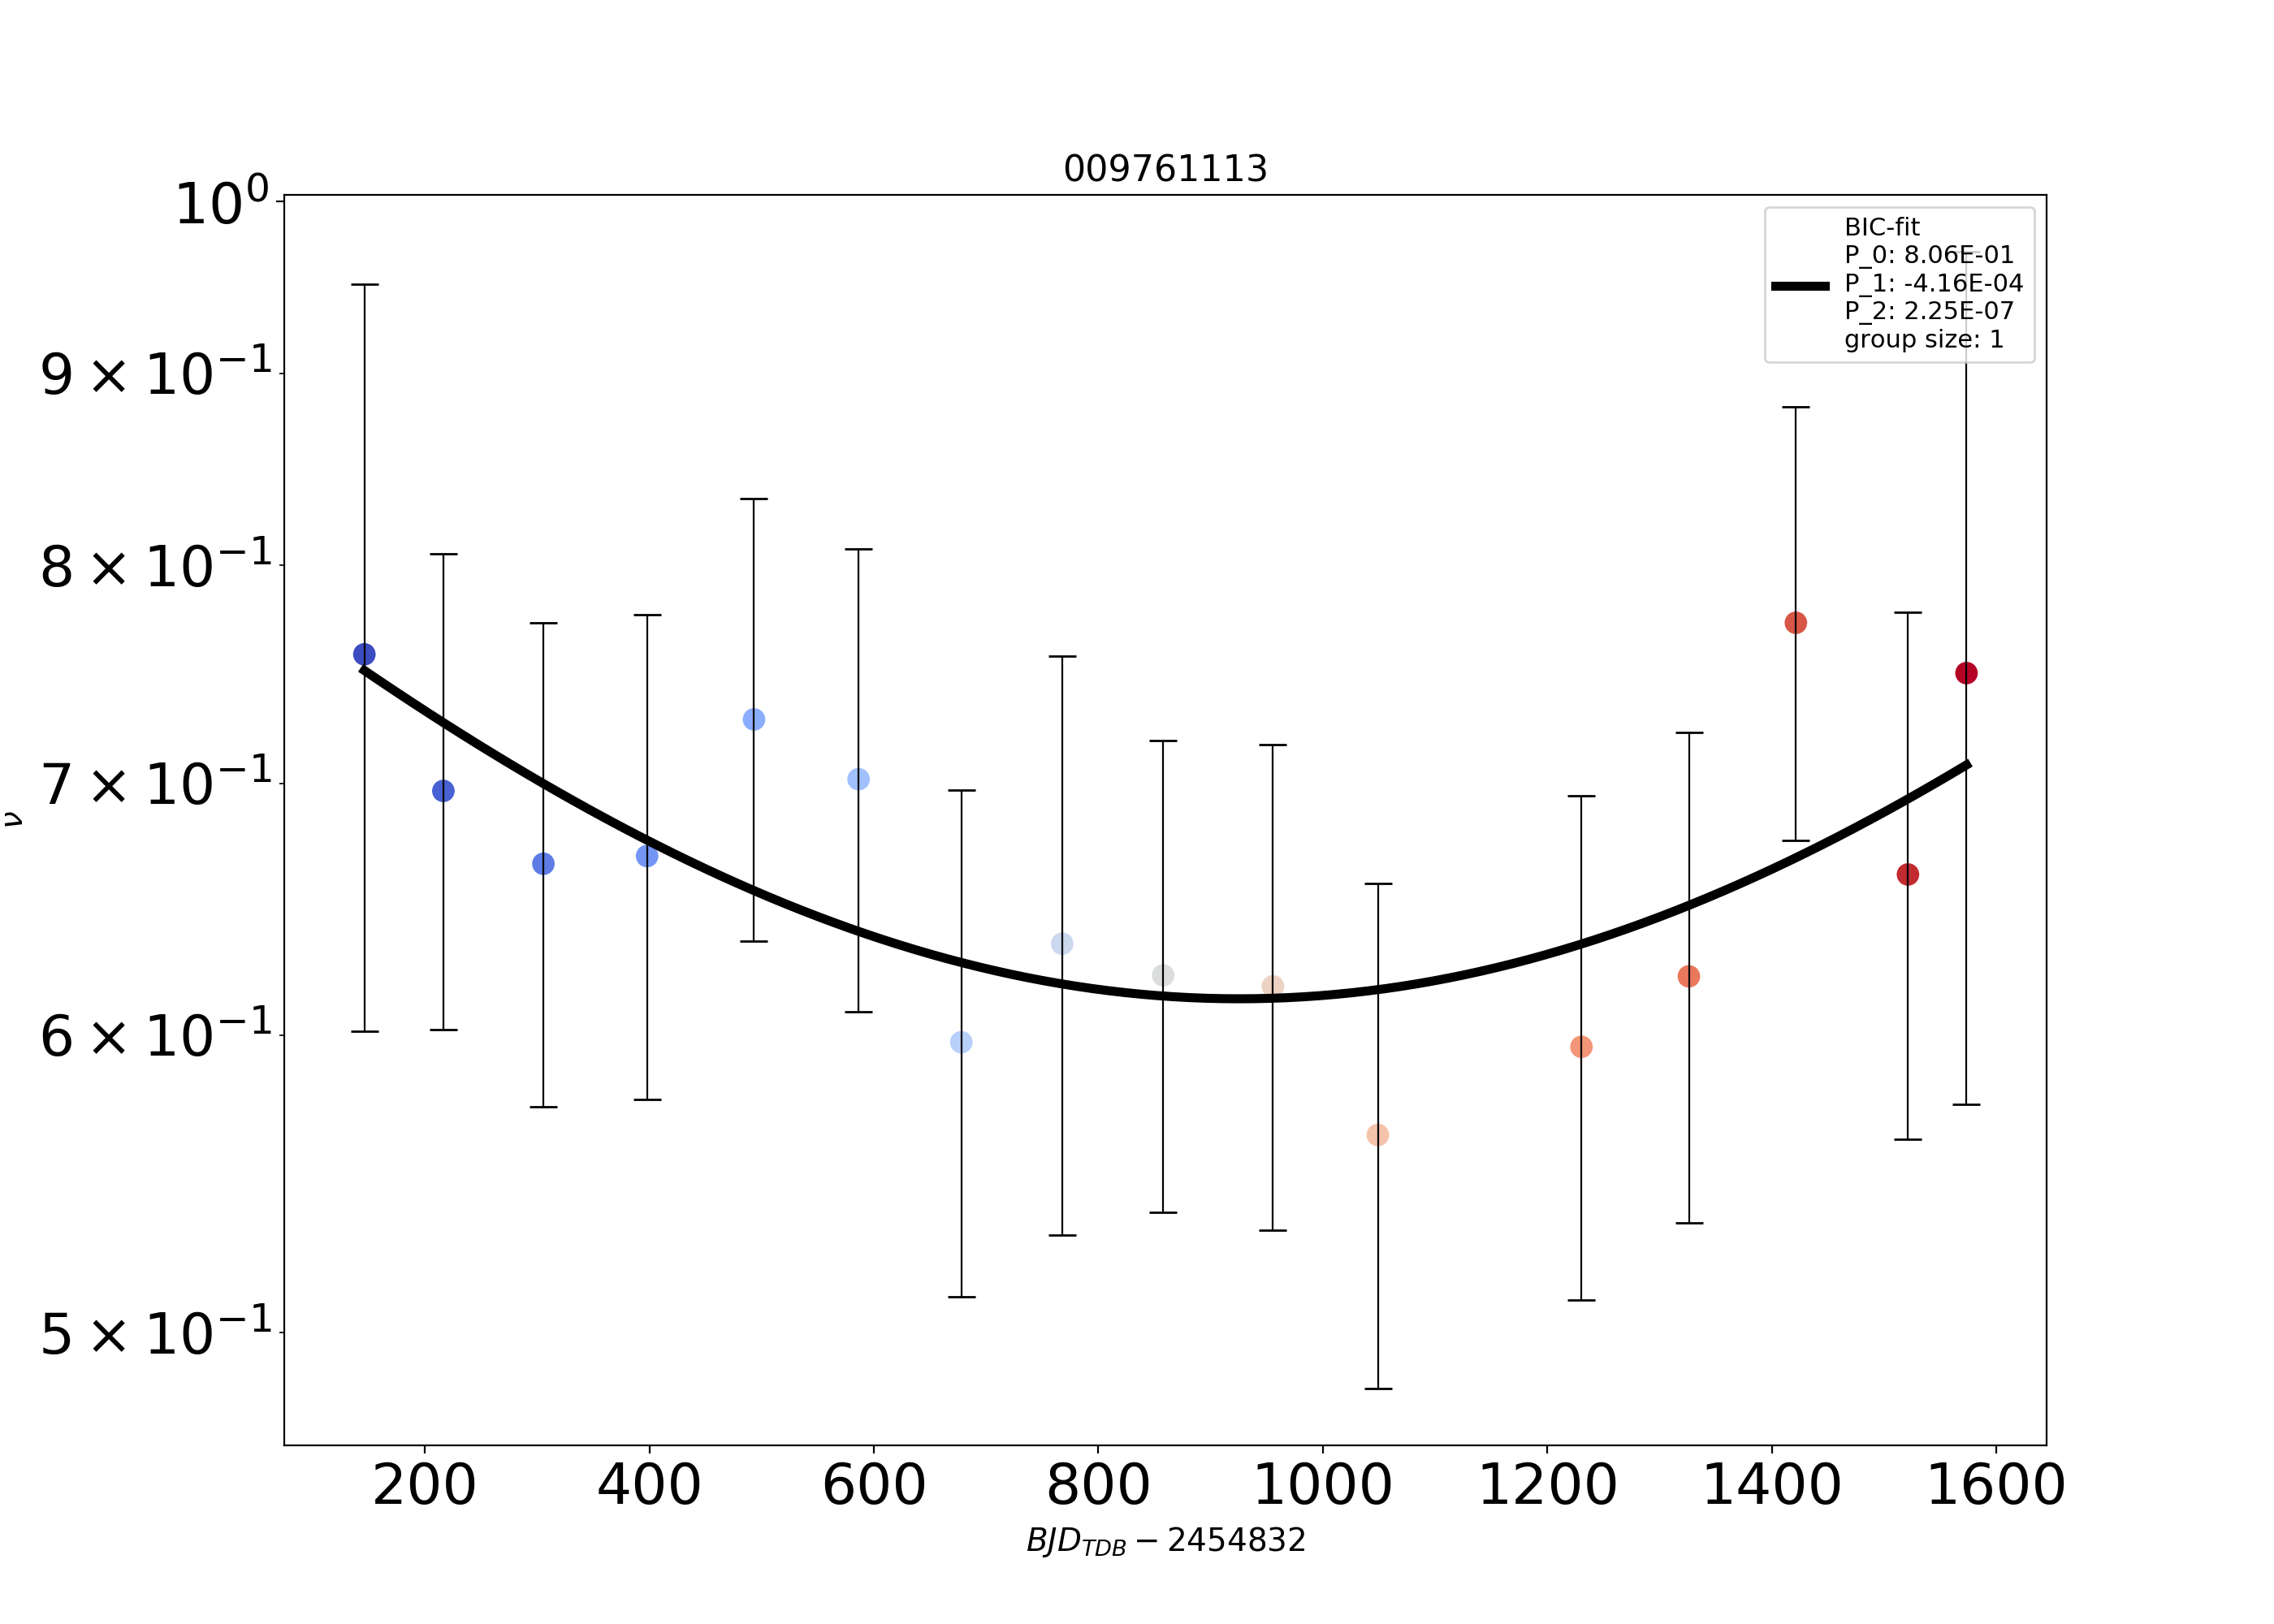 009761113
10⁰
9 × 10⁻¹
8 × 10⁻¹
7 × 10⁻¹
6 × 10⁻¹
5 × 10⁻¹
ν
BIC-fit
P_0: 8.06E-01
P_1: -4.16E-04
P_2: 2.25E-07
group size: 1
200 400 600 800 1000 1200 1400 1600
BJD_TDB − 2454832